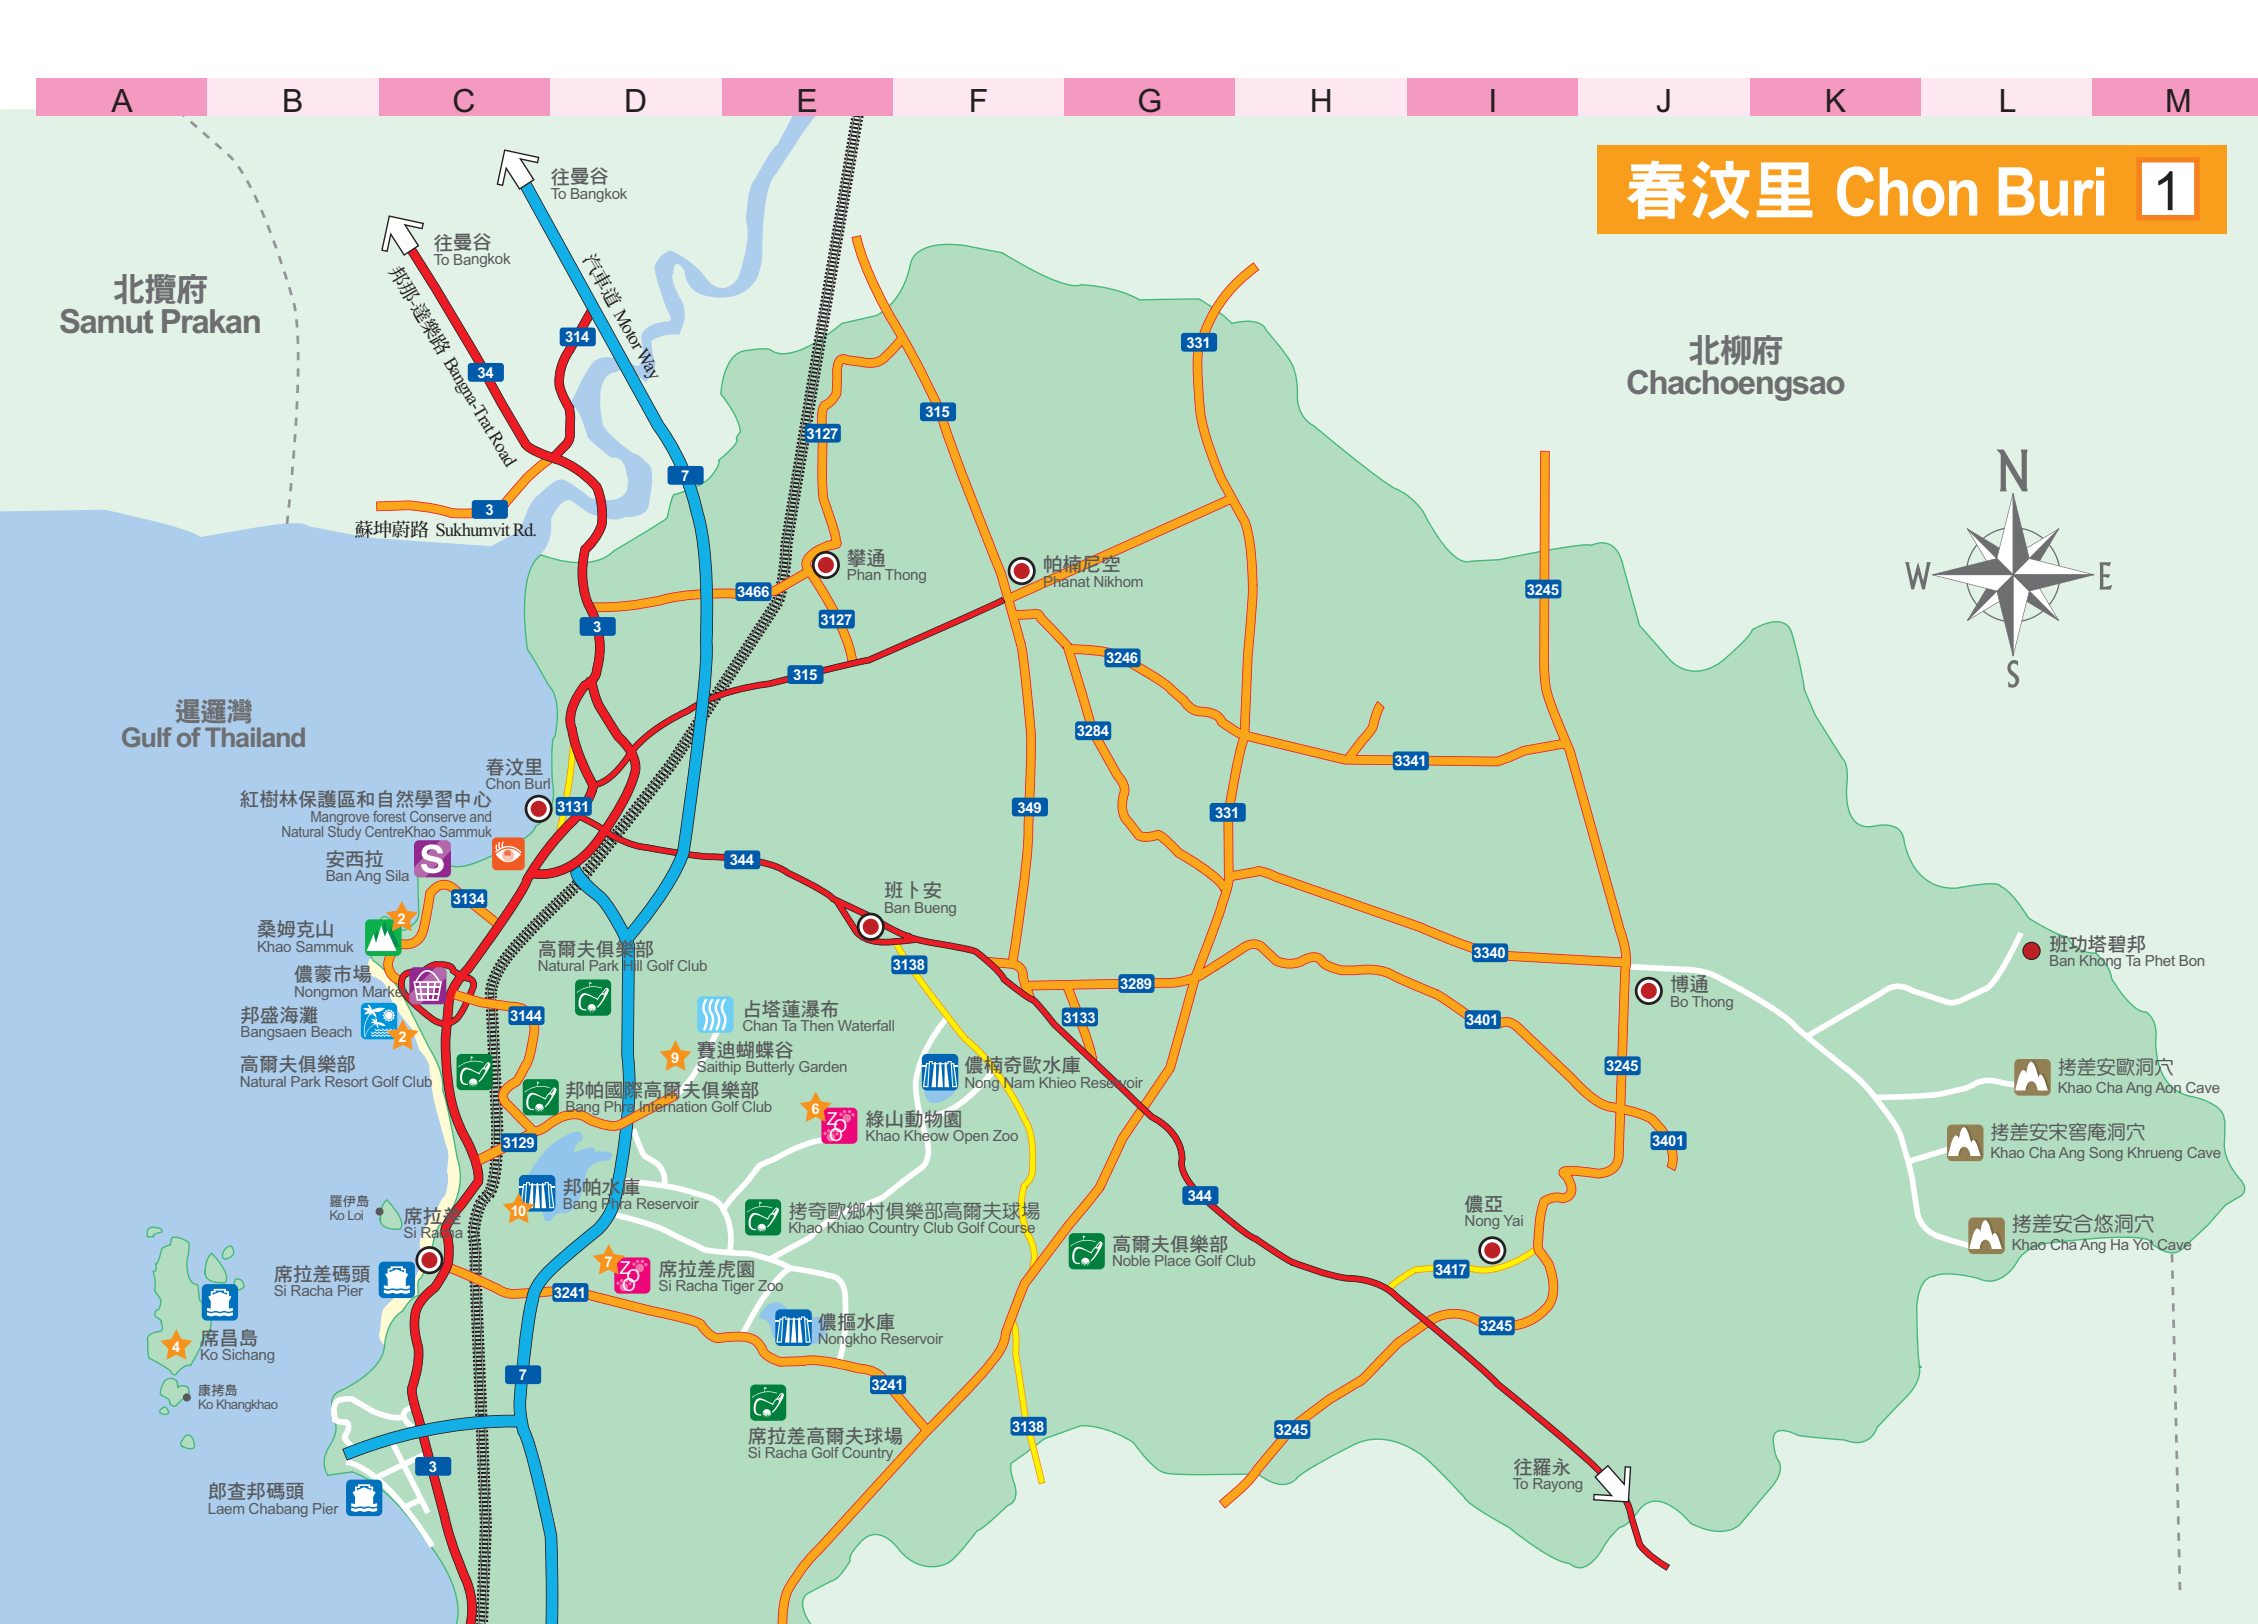 A B C D E F G H I J K L M
春汶里 Chon Buri 1
往曼谷
To Bangkok
往曼谷
To Bangkok
汽車道 Motor Way
邦那-達樂路 Bangna-Trat Road
北攬府
Samut Prakan
北柳府
Chachoengsao
314
34
331
315
3127
7
3
蘇坤蔚路 Sukhumvit Rd.
N
W
E
S
攀通
Phan Thong
帕楠尼空
Phanat Nikhom
3466
3245
3127
3
3246
315
暹邏灣
Gulf of Thailand
3284
3341
春汶里
Chon BurI
3131
349
331
紅樹林保護區和自然學習中心
Mangrove forest Conserve and
Natural Study CentreKhao Sammuk
安西拉
Ban Ang Sila
S
344
班卜安
Ban Bueng
3134
2
桑姆克山
Khao Sammuk
高爾夫俱樂部
Natural Park Hill Golf Club
3138
3340
班功塔碧邦
Ban Khong Ta Phet Bon
儂蒙市場
Nongmon Marke
3289
博通
Bo Thong
邦盛海灘
Bangsaen Beach
2
3144
占塔蓮瀑布
Chan Ta Then Waterfall
3133
3401
9
賽迪蝴蝶谷
Saithip Butterly Garden
高爾夫俱樂部
Natural Park Resort Golf Club
儂楠奇歐水庫
Nong Nam Khieo Reservoir
3245
拷差安歐洞穴
Khao Cha Ang Aon Cave
邦帕國際高爾夫俱樂部
Bang Phra Internation Golf Club
6
ZOO
綠山動物園
Khao Kheow Open Zoo
3129
3401
拷差安宋窖庵洞穴
Khao Cha Ang Song Khrueng Cave
邦帕水庫
Bang Phra Reservoir
10
344
羅伊島
Ko Loi
席拉差
Si Racha
拷奇歐鄉村俱樂部高爾夫球場
Khao Khiao Country Club Golf Course
儂亞
Nong Yai
拷差安合悠洞穴
Khao Cha Ang Ha Yot Cave
高爾夫俱樂部
Noble Place Golf Club
席拉差碼頭
Si Racha Pier
7
ZOO
席拉差虎園
Si Racha Tiger Zoo
3417
3241
儂摳水庫
Nongkho Reservoir
3245
4
席昌島
Ko Sichang
7
3241
康拷島
Ko Khangkhao
席拉差高爾夫球場
Si Racha Golf Country
3138
3245
3
往羅永
To Rayong
郎查邦碼頭
Laem Chabang Pier